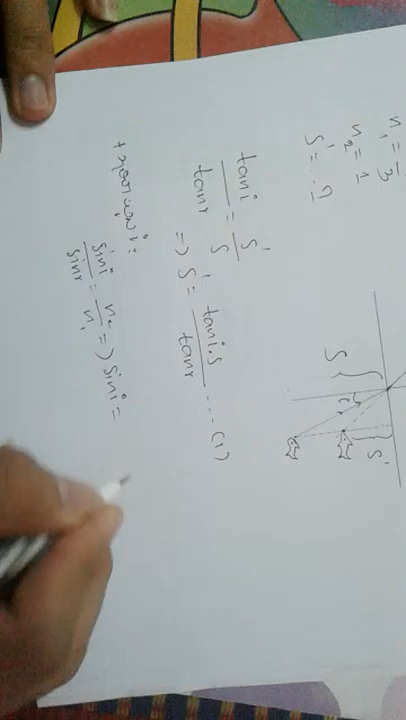 n₁ = 3
n₂ = 1
S' = ..?
S
S'
tan i / tan r = S' / S => S' = tan i . S / tan r .... (1)
sin i / sin r = n₂ / n₁ => sin i =